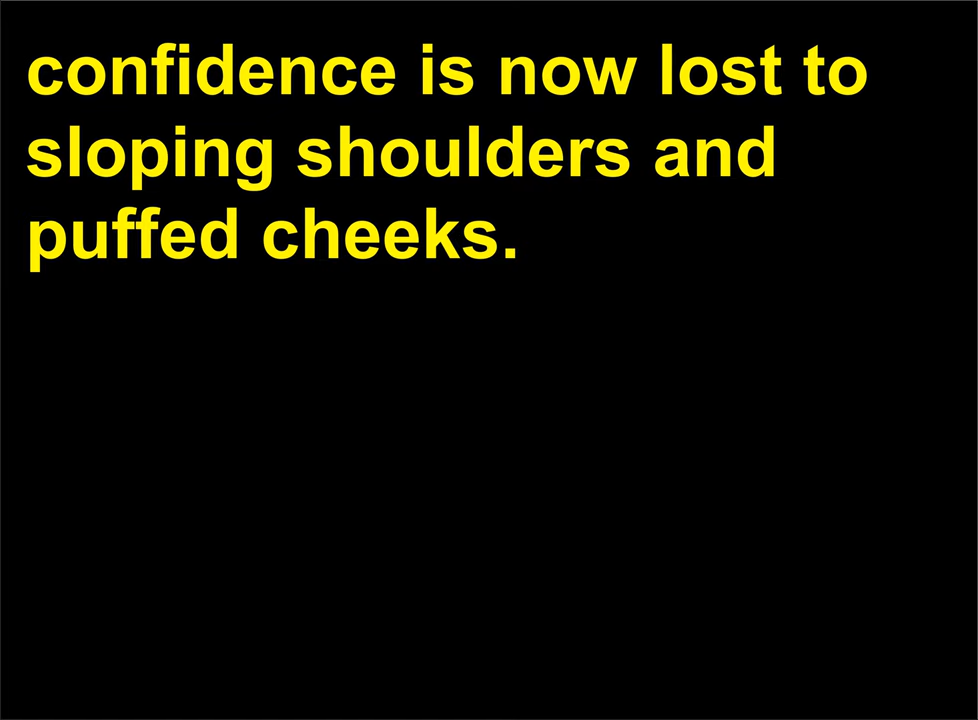 confidence is now lost to
sloping shoulders and
puffed cheeks.